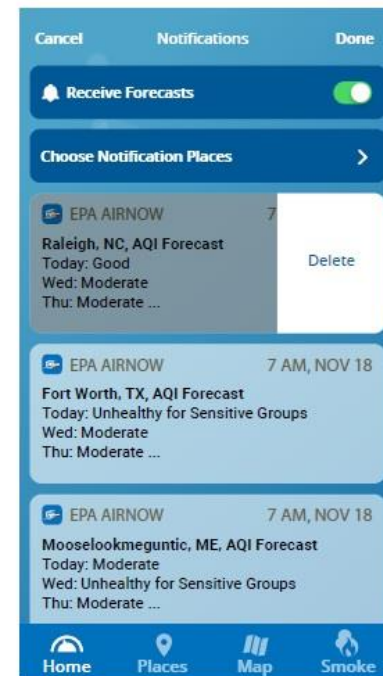 Cancel Notifications Done
Receive Forecasts
Choose Notification Places
EPA AIRNOW 7
Raleigh, NC, AQI Forecast
Today: Good
Wed: Moderate
Thu: Moderate ...
Delete
EPA AIRNOW 7 AM, NOV 18
Fort Worth, TX, AQI Forecast
Today: Unhealthy for Sensitive Groups
Wed: Moderate
Thu: Moderate ...
EPA AIRNOW 7 AM, NOV 18
Mooselookmeguntic, ME, AQI Forecast
Today: Moderate
Wed: Unhealthy for Sensitive Groups
Thu: Moderate ...
Home Places Map Smoke